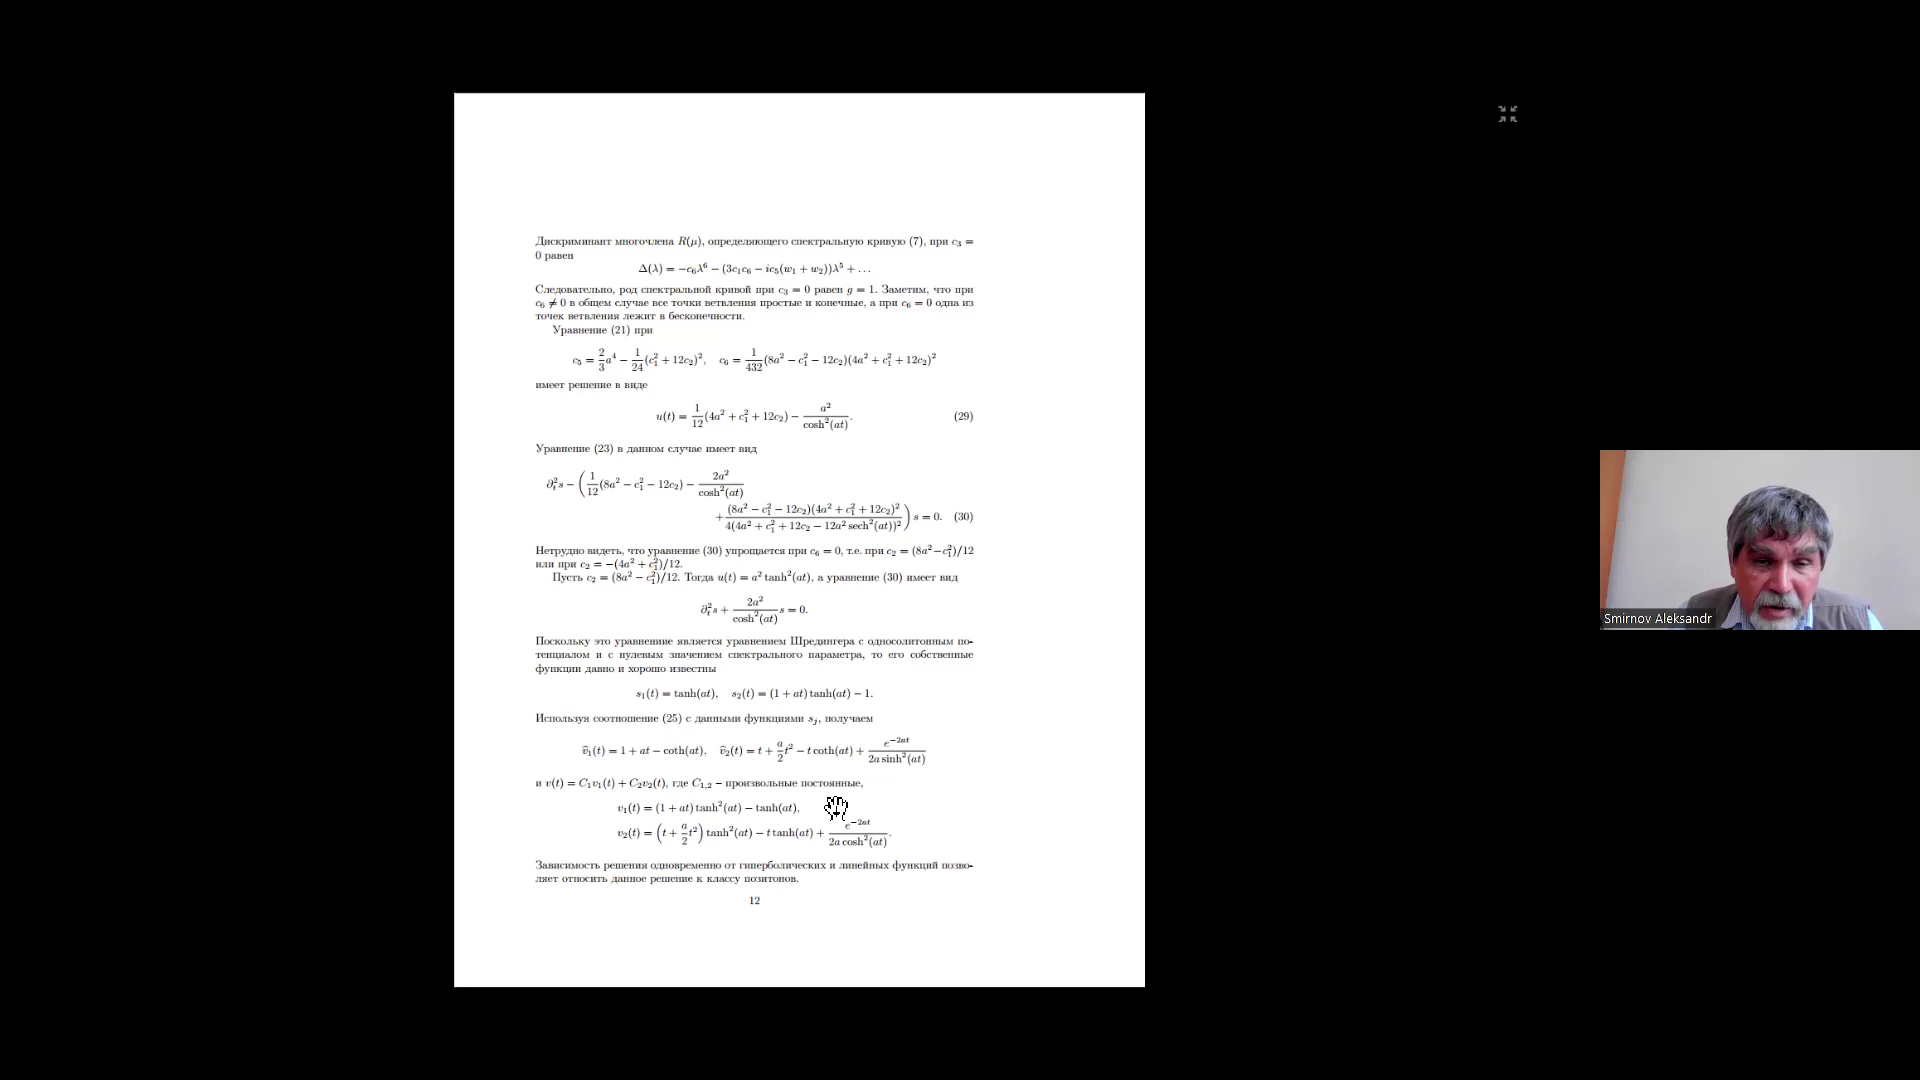 Дискриминант многочлена R(μ), определяющего спектральную кривую (7), при c₃ =
0 равен
Δ(λ) = −c₆λ⁶ − (3c₁c₆ − ic₅(w₁ + w₂))λ⁵ + …
Следовательно, род спектральной кривой при c₃ = 0 равен g = 1. Заметим, что при
c₆ ≠ 0 в общем случае все точки ветвления простые и конечные, а при c₆ = 0 одна из
точек ветвления лежит в бесконечности.
Уравнение (21) при
c₅ = 2/3 a⁴ − 1/24 (c₁² + 12c₂)², c₆ = 1/432 (8a² − c₁² − 12c₂)(4a² + c₁² + 12c₂)²
имеет решение в виде
u(t) = 1/12 (4a² + c₁² + 12c₂) − a²/cosh²(at). (29)
Уравнение (23) в данном случае имеет вид
∂ₜ²s − (1/12 (8a² − c₁² − 12c₂) − 2a²/cosh²(at)
+ (8a² − c₁² − 12c₂)(4a² + c₁² + 12c₂)²/4(4a² + c₁² + 12c₂ − 12a² sech²(at))²) s = 0. (30)
Нетрудно видеть, что уравнение (30) упрощается при c₆ = 0, т.е. при c₂ = (8a² − c₁²)/12
или при c₂ = −(4a² + c₁²)/12.
Пусть c₂ = (8a² − c₁²)/12. Тогда u(t) = a² tanh²(at), а уравнение (30) имеет вид
∂ₜ²s + 2a²/cosh²(at) s = 0.
Поскольку это уравнениие является уравнением Шредингера с односолитонным по-
тенциалом и с нулевым значением спектрального параметра, то его собственные
функции давно и хорошо известны
s₁(t) = tanh(at), s₂(t) = (1 + at) tanh(at) − 1.
Используя соотношение (25) с данными функциями sⱼ, получаем
v̂₁(t) = 1 + at − coth(at), v̂₂(t) = t + a/2 t² − t coth(at) + e⁻²ᵃᵗ/2a sinh²(at)
и v(t) = C₁v₁(t) + C₂v₂(t), где C₁,₂ – произвольные постоянные,
v₁(t) = (1 + at) tanh²(at) − tanh(at),
v₂(t) = (t + a/2 t²) tanh²(at) − t tanh(at) + e⁻²ᵃᵗ/2a cosh²(at).
Зависимость решения одновременно от гиперболических и линейных функций позво-
ляет относить данное решение к классу позитонов.
12
Smirnov Aleksandr